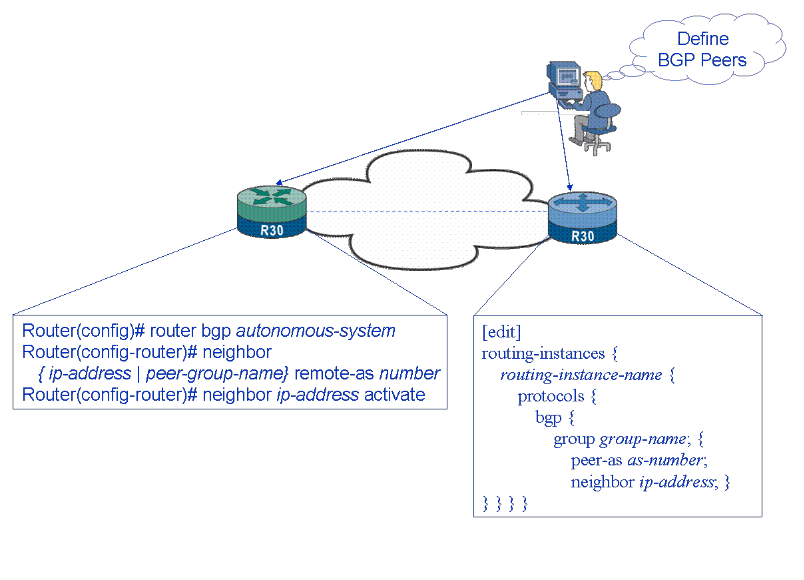 Define
BGP Peers
R30
R30
Router(config)# router bgp autonomous-system
Router(config-router)# neighbor
{ ip-address | peer-group-name} remote-as number
Router(config-router)# neighbor ip-address activate
[edit]
routing-instances {
routing-instance-name {
protocols {
bgp {
group group-name; {
peer-as as-number;
neighbor ip-address; }
} } } }